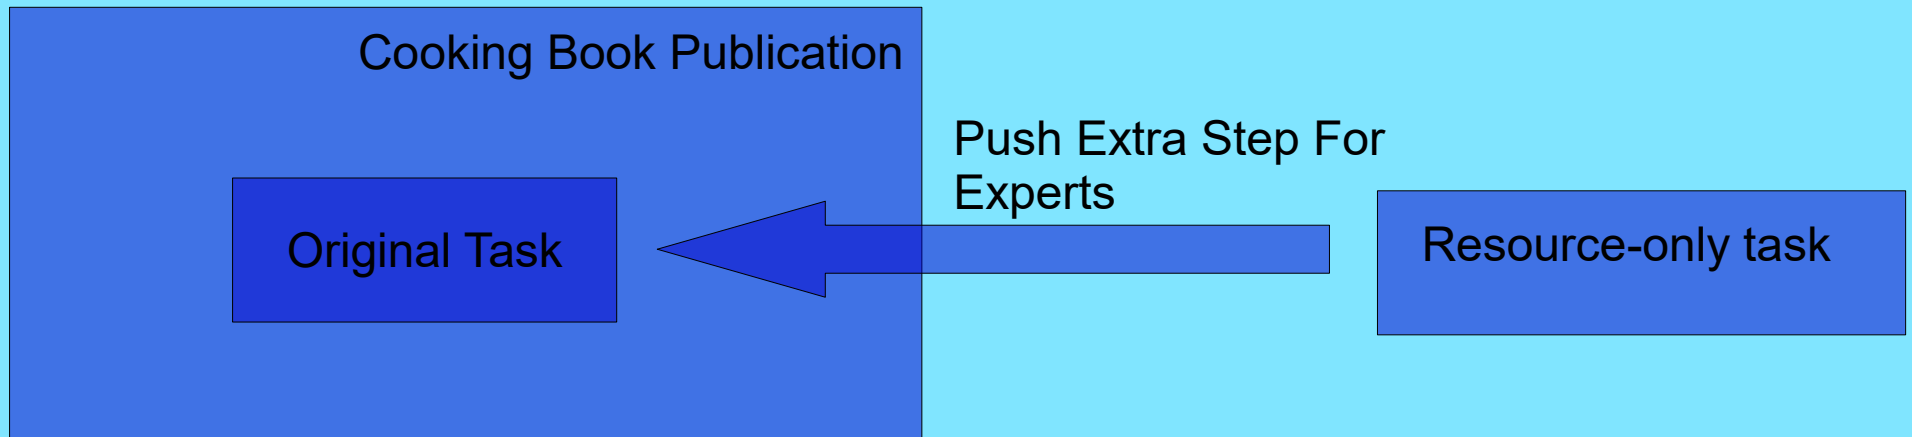 Cooking Book Publication
Push Extra Step For
Experts
Original Task
Resource-only task